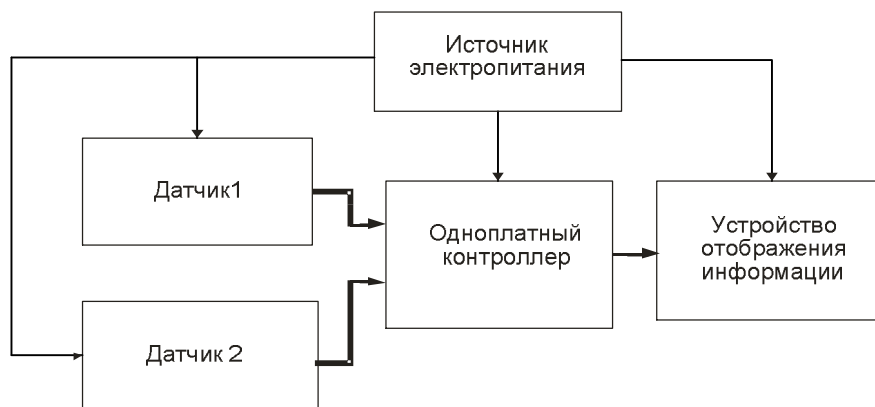 Источник
электропитания
Датчик1
Одноплатный
контроллер
Устройство
отображения
информации
Датчик 2